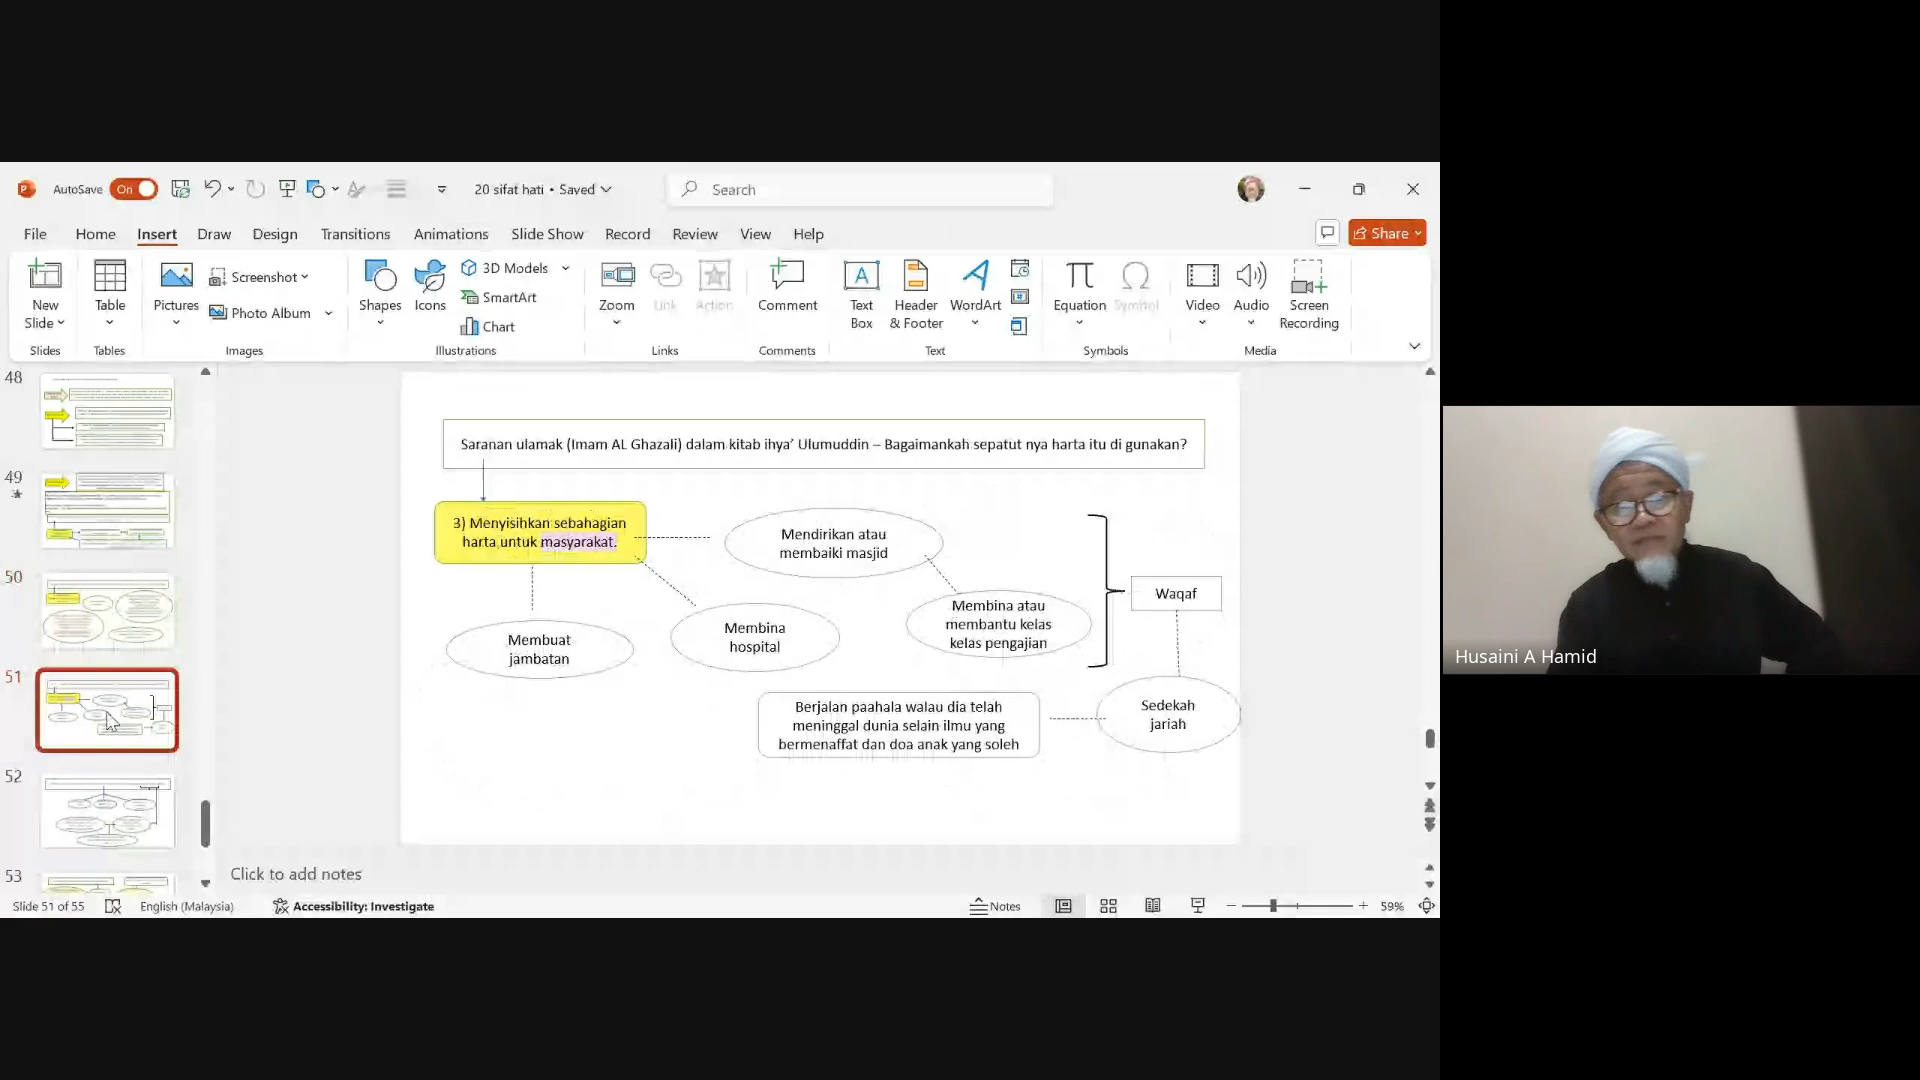 AutoSave On
20 sifat hati • Saved
Search
File Home Insert Draw Design Transitions Animations Slide Show Record Review View Help
Share
New Slide
Table
Pictures
Screenshot
Photo Album
Shapes
Icons
3D Models
SmartArt
Chart
Zoom
Link
Action
Comment
Text Box
Header & Footer
WordArt
Equation
Symbol
Video
Audio
Screen Recording
Slides Tables Images Illustrations Links Comments Text Symbols Media
48
49
50
51
52
53
Saranan ulamak (Imam AL Ghazali) dalam kitab ihya’ Ulumuddin – Bagaimankah sepatut nya harta itu di gunakan?
3) Menyisihkan sebahagian
harta untuk masyarakat.
Mendirikan atau
membaiki masjid
Membina atau
membantu kelas
kelas pengajian
Waqaf
Membuat
jambatan
Membina
hospital
Berjalan paahala walau dia telah
meninggal dunia selain ilmu yang
bermenaffat dan doa anak yang soleh
Sedekah
jariah
Click to add notes
Slide 51 of 55
English (Malaysia)
Accessibility: Investigate
Notes
59%
Husaini A Hamid